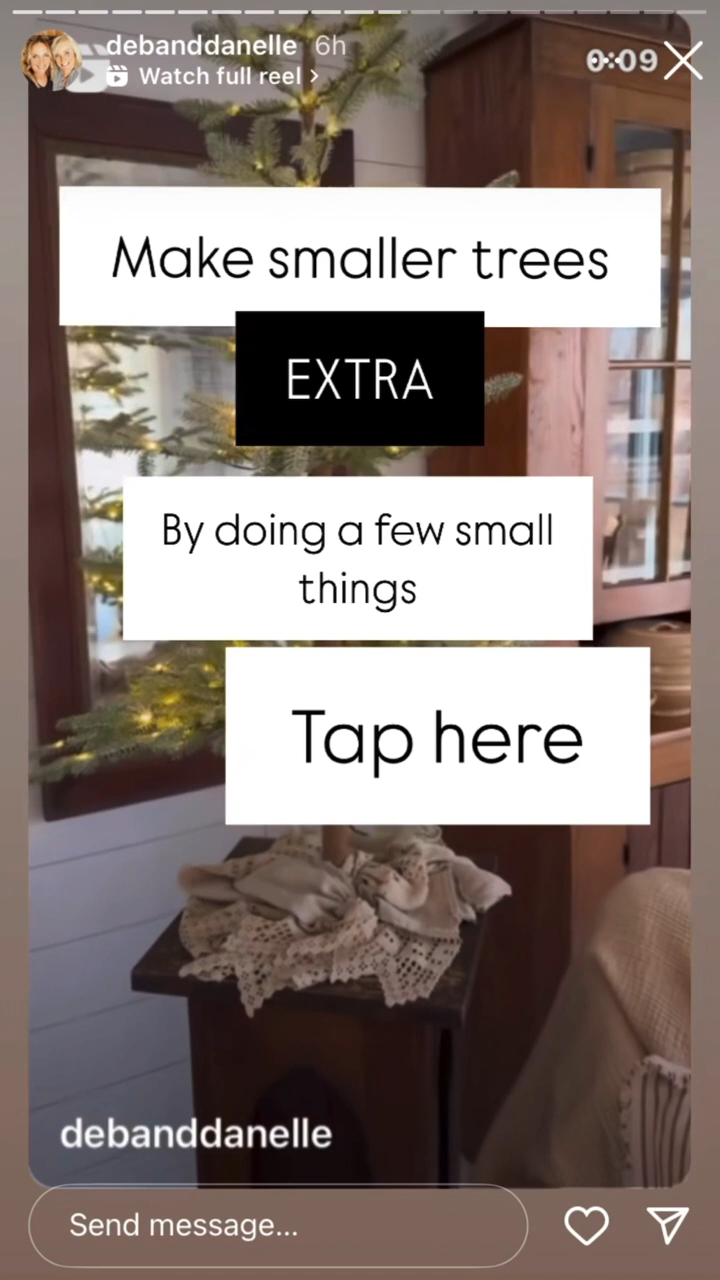 debanddanelle 6h
Watch full reel
0:09
Make smaller trees
EXTRA
By doing a few small
things
Tap here
debanddanelle
Send message...